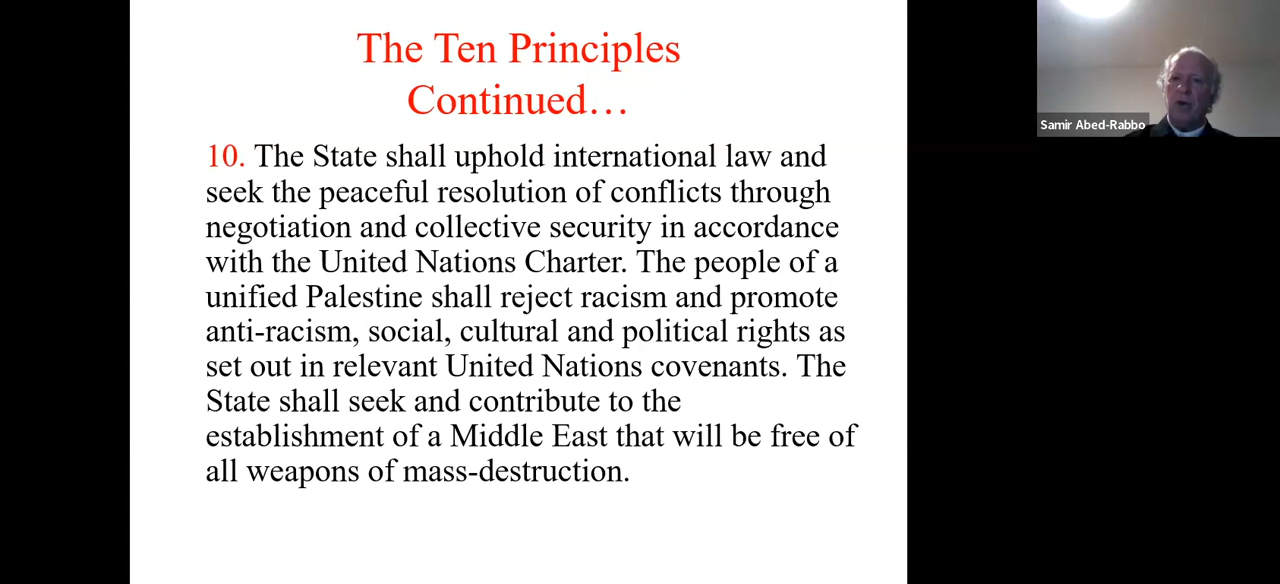 The Ten Principles
Continued…
10. The State shall uphold international law and
seek the peaceful resolution of conflicts through
negotiation and collective security in accordance
with the United Nations Charter. The people of a
unified Palestine shall reject racism and promote
anti-racism, social, cultural and political rights as
set out in relevant United Nations covenants. The
State shall seek and contribute to the
establishment of a Middle East that will be free of
all weapons of mass-destruction.
Samir Abed-Rabbo